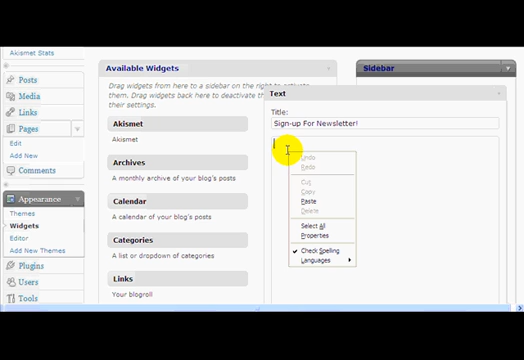 Akismet Stats
Posts
Media
Links
Pages
Edit
Add New
Comments
Appearance
Themes
Widgets
Editor
Add New Themes
Plugins
Users
Tools
Available Widgets
Drag widgets from here to a sidebar on the right to activate
them. Drag widgets back here to deactivate
their settings.
Akismet
Akismet
Archives
A monthly archive of your blog's posts
Calendar
A calendar of your blog's posts
Categories
A list or dropdown of categories
Links
Your blogroll
Sidebar
Text
Title:
Sign-up For Newsletter!
Undo
Redo
Cut
Copy
Paste
Delete
Select All
Properties
Check Spelling
Languages